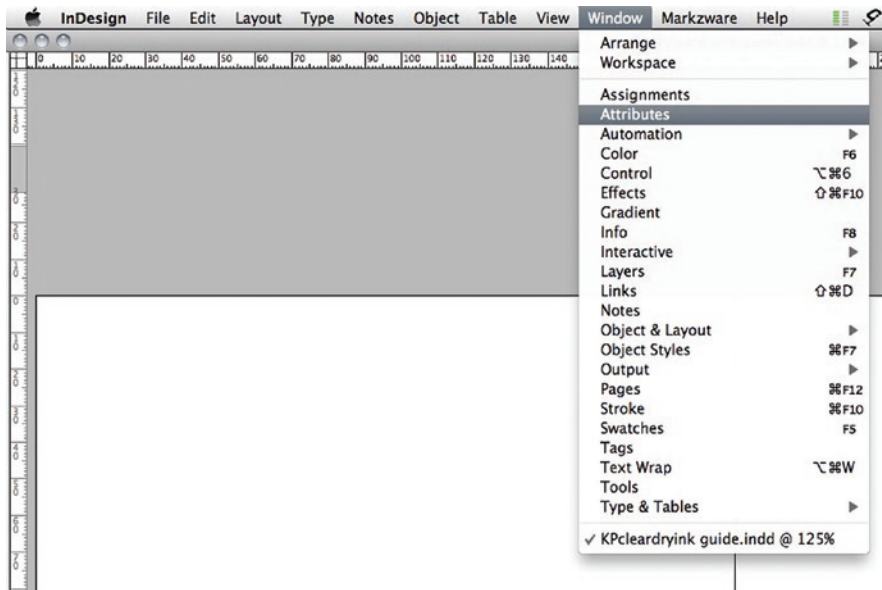 InDesign File Edit Layout Type Notes Object Table View Window Markzware Help
0 10 20 30 40 50 60 70 80 90 100 110 120 130 140
Arrange
Workspace
Assignments
Attributes
Automation
Color F6
Control ⌥⌘6
Effects ⇧⌘F10
Gradient
Info F8
Interactive
Layers F7
Links ⇧⌘D
Notes
Object & Layout
Object Styles ⌘F7
Output
Pages ⌘F12
Stroke ⌘F10
Swatches F5
Tags
Text Wrap ⌥⌘W
Tools
Type & Tables
✓ KPcleardryink guide.indd @ 125%